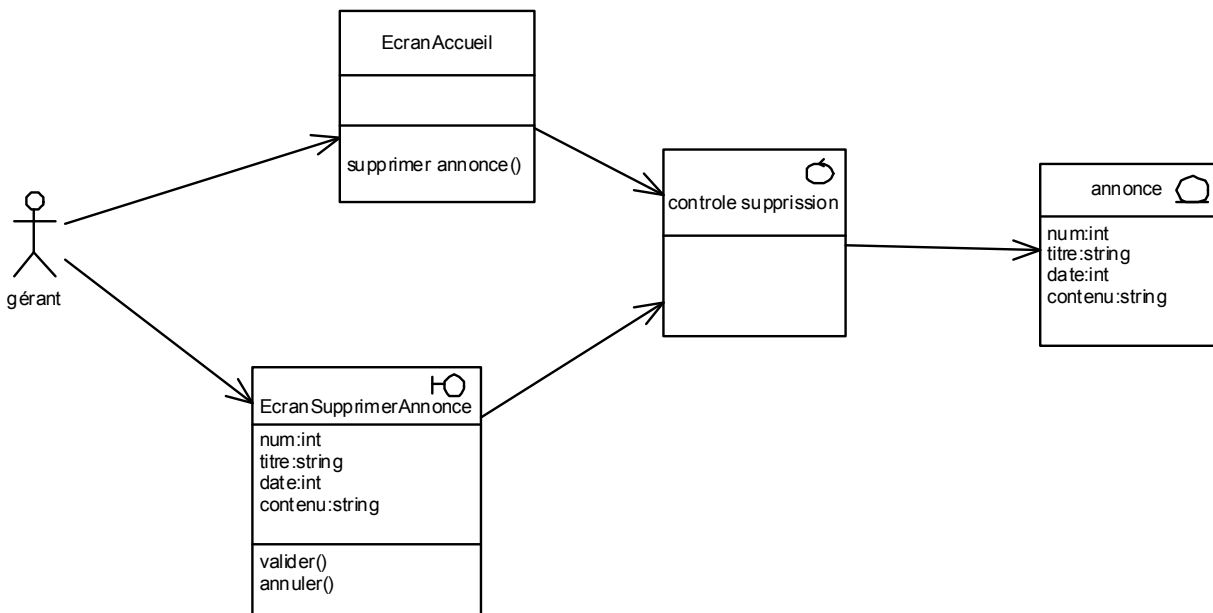 EcranAccueil
supprimer annonce()
controle supprission
annonce
num:int
titre:string
date:int
contenu:string
gérant
EcranSupprimerAnnonce
num:int
titre:string
date:int
contenu:string
valider()
annuler()